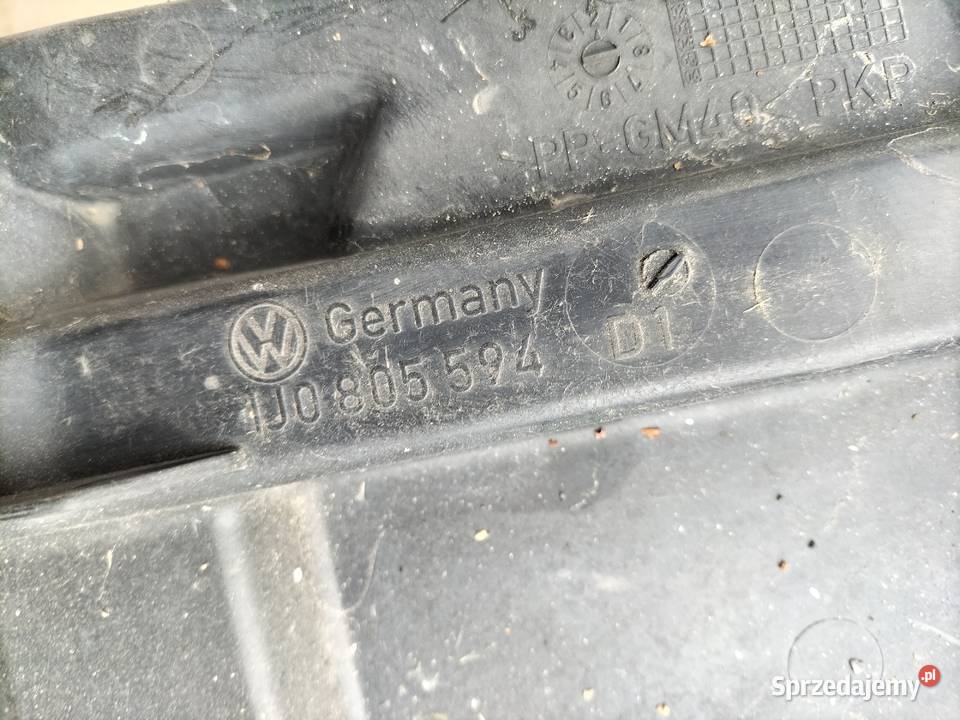 PP-GM40 PKP
VW Germany
1J0 805 594 D1
Sprzedajemy.pl